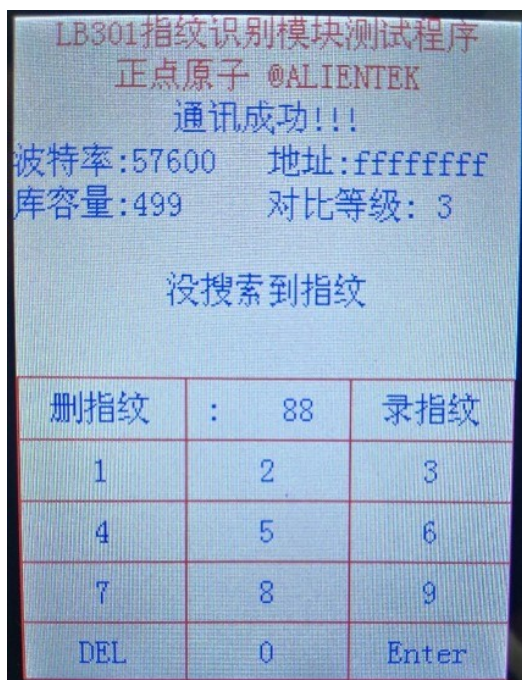 LB301指纹识别模块测试程序
正点原子 @ALIENTEK
通讯成功!!!
波特率:57600 地址:ffffffff
库容量:499 对比等级: 3
没搜索到指纹
删指纹 : 88 录指纹
1 2 3
4 5 6
7 8 9
DEL 0 Enter